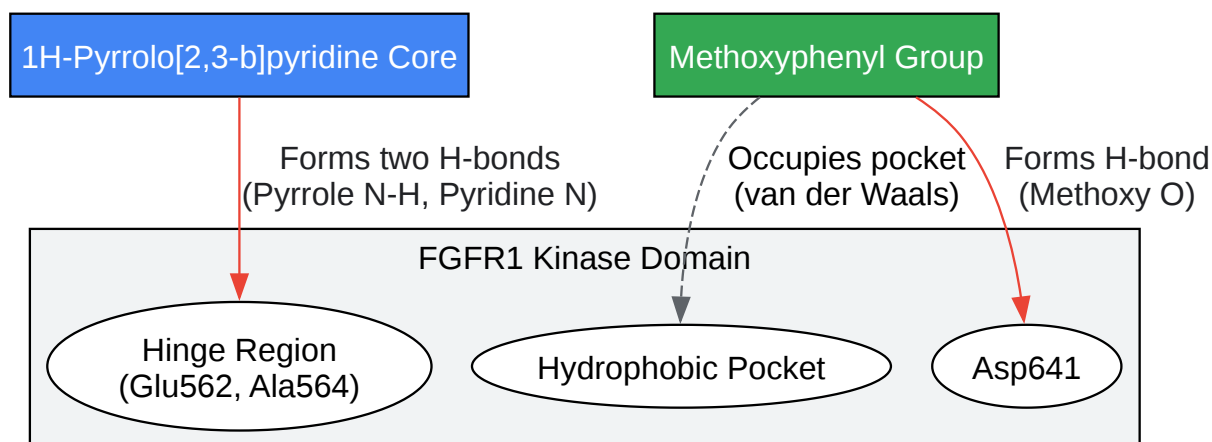 1H-Pyrrolo[2,3-b]pyridine Core
Methoxyphenyl Group
Forms two H-bonds
(Pyrrole N-H, Pyridine N)
Occupies pocket
(van der Waals)
Forms H-bond
(Methoxy O)
FGFR1 Kinase Domain
Hinge Region
(Glu562, Ala564)
Hydrophobic Pocket
Asp641